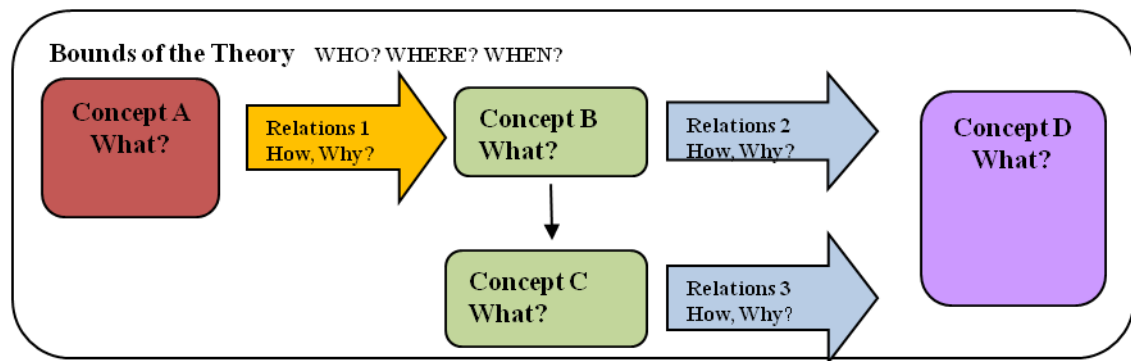 Bounds of the Theory WHO? WHERE? WHEN?
Concept A
What?
Relations 1
How, Why?
Concept B
What?
Relations 2
How, Why?
Concept D
What?
Concept C
What?
Relations 3
How, Why?